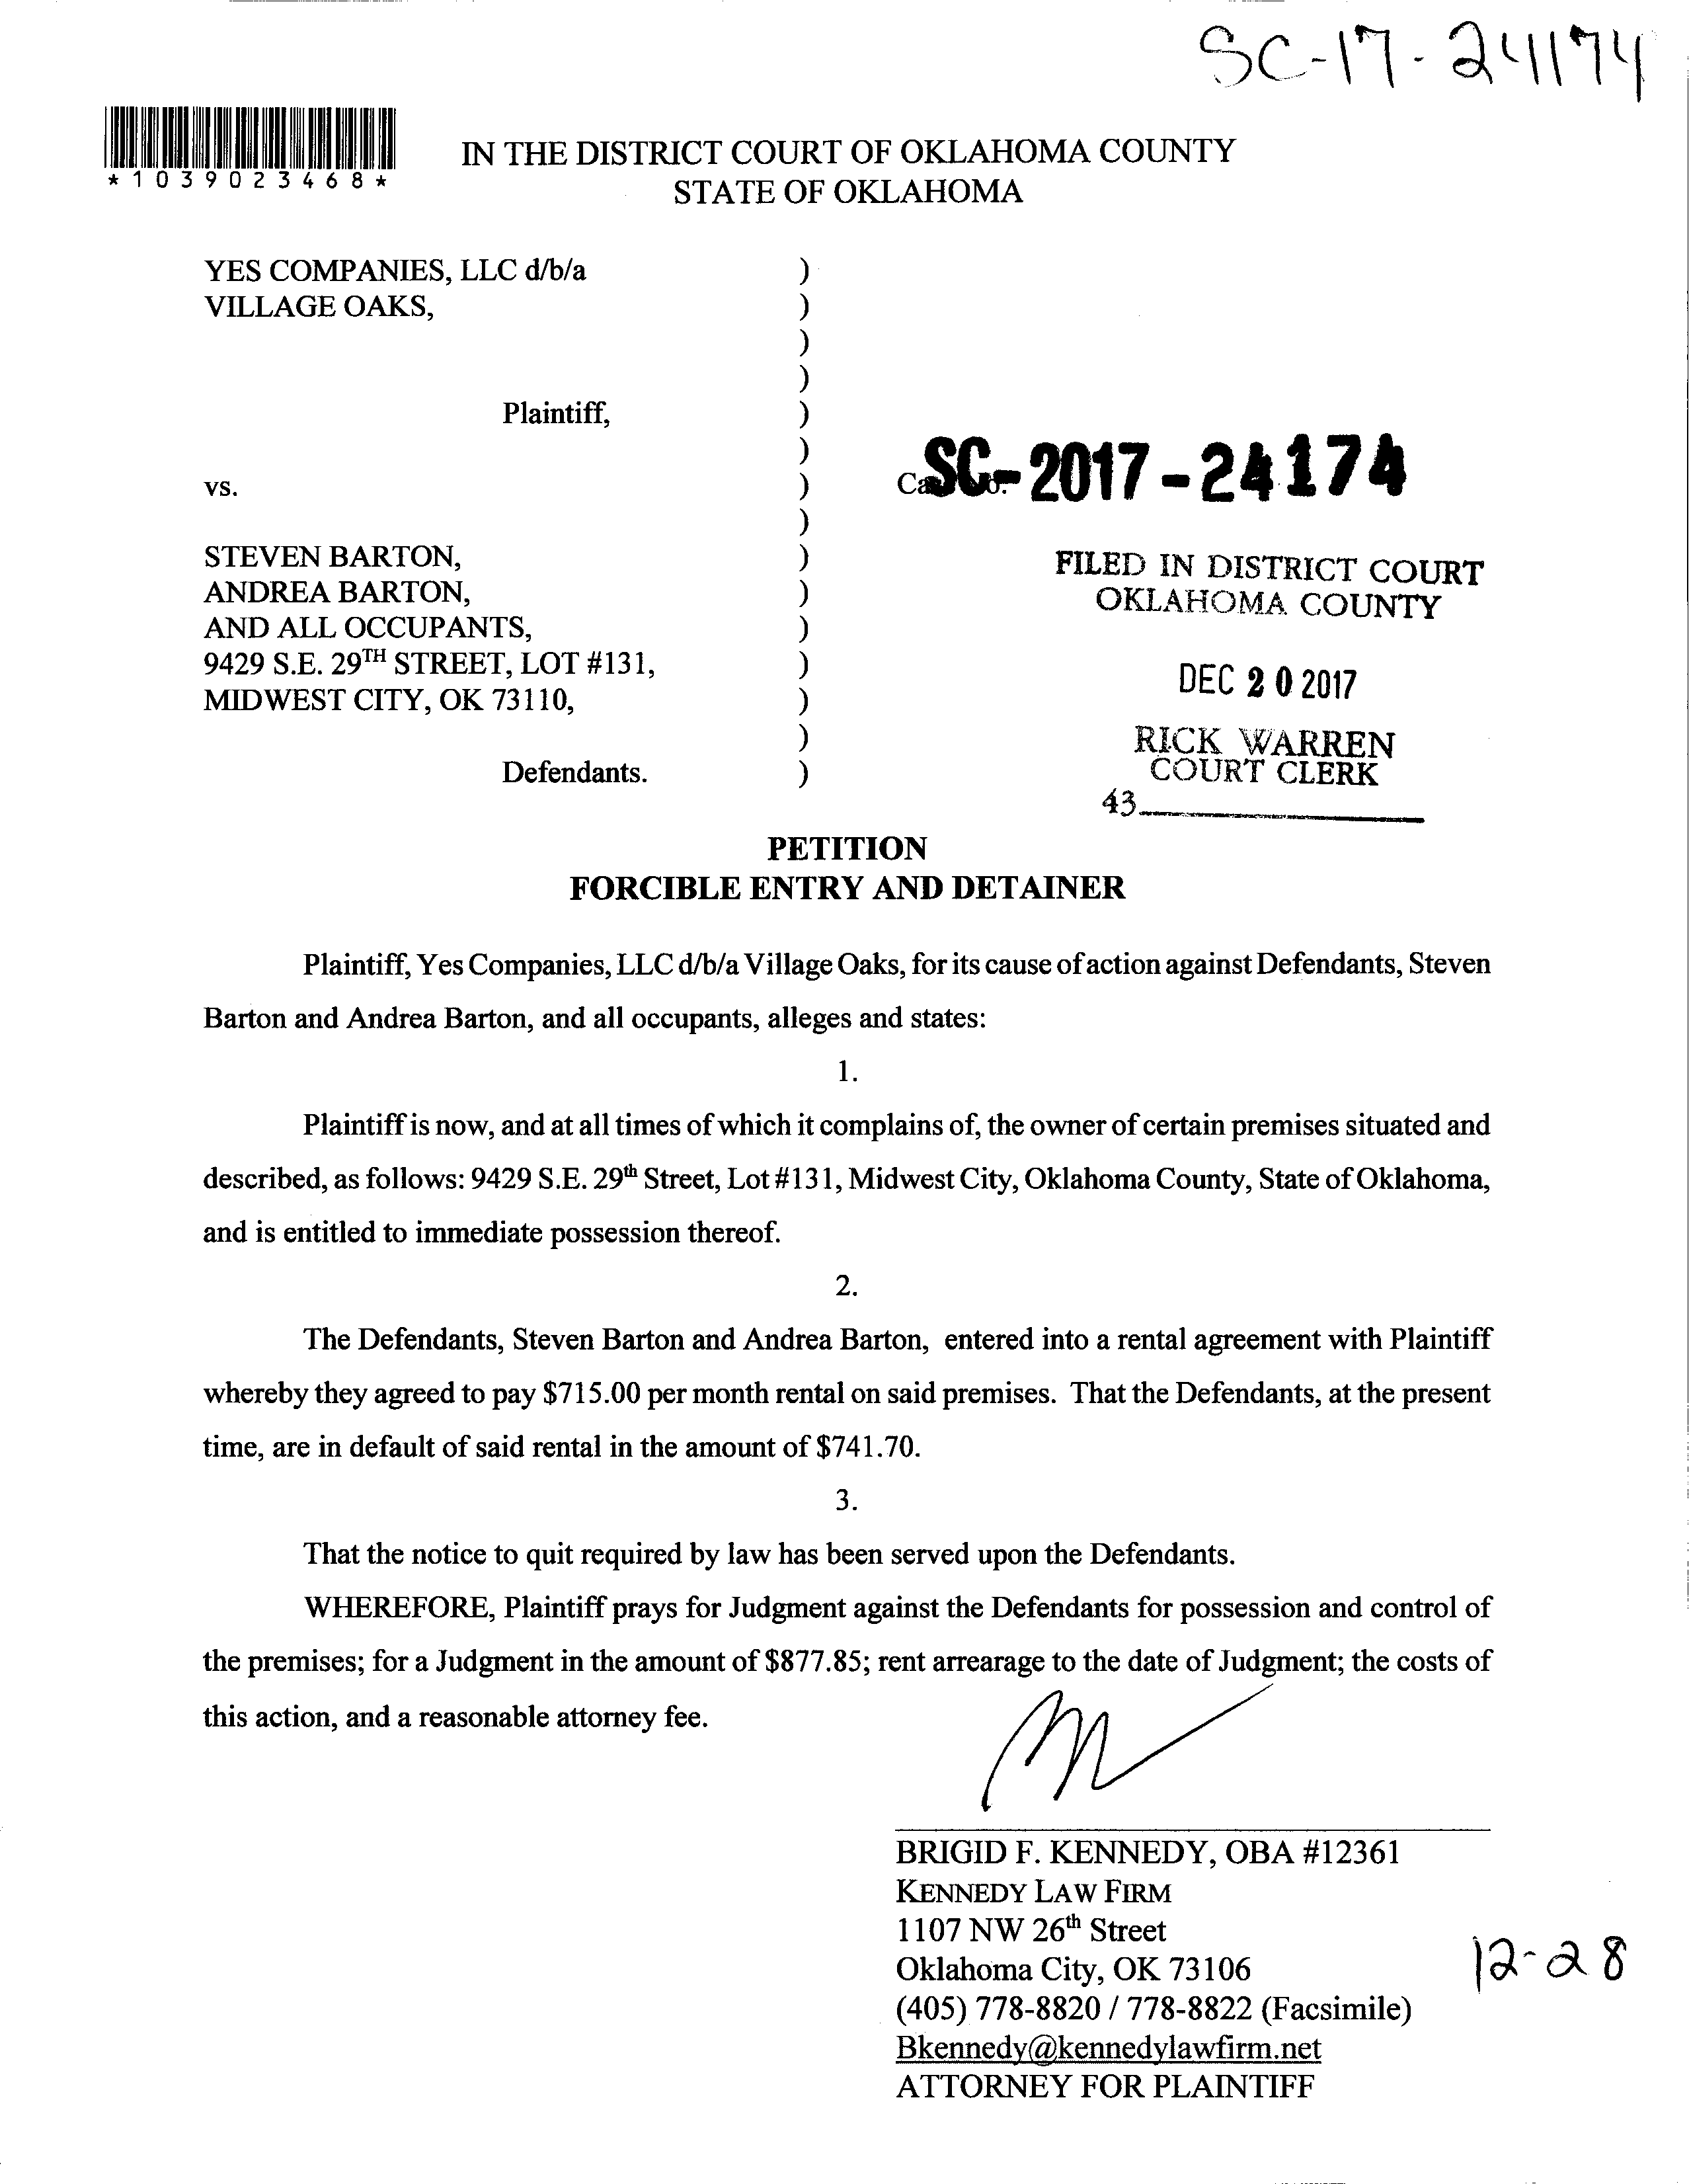 SC-17-24174
*1039023468*
IN THE DISTRICT COURT OF OKLAHOMA COUNTY
STATE OF OKLAHOMA
YES COMPANIES, LLC d/b/a )
VILLAGE OAKS, )
)
)
Plaintiff, )
)
vs. )
SC-2017-24174
)
STEVEN BARTON, )
ANDREA BARTON, )
AND ALL OCCUPANTS, )
9429 S.E. 29TH STREET, LOT #131, )
MIDWEST CITY, OK 73110, )
)
Defendants. )
FILED IN DISTRICT COURT
OKLAHOMA COUNTY
DEC 20 2017
RICK WARREN
COURT CLERK
43
PETITION
FORCIBLE ENTRY AND DETAINER
Plaintiff, Yes Companies, LLC d/b/a Village Oaks, for its cause of action against Defendants, Steven
Barton and Andrea Barton, and all occupants, alleges and states:
1.
Plaintiff is now, and at all times of which it complains of, the owner of certain premises situated and
described, as follows: 9429 S.E. 29th Street, Lot #131, Midwest City, Oklahoma County, State of Oklahoma,
and is entitled to immediate possession thereof.
2.
The Defendants, Steven Barton and Andrea Barton, entered into a rental agreement with Plaintiff
whereby they agreed to pay $715.00 per month rental on said premises. That the Defendants, at the present
time, are in default of said rental in the amount of $741.70.
3.
That the notice to quit required by law has been served upon the Defendants.
WHEREFORE, Plaintiff prays for Judgment against the Defendants for possession and control of
the premises; for a Judgment in the amount of $877.85; rent arrearage to the date of Judgment; the costs of
this action, and a reasonable attorney fee.
BRIGID F. KENNEDY, OBA #12361
KENNEDY LAW FIRM
1107 NW 26th Street
Oklahoma City, OK 73106
(405) 778-8820 / 778-8822 (Facsimile)
Bkennedy@kennedylawfirm.net
ATTORNEY FOR PLAINTIFF
12-28